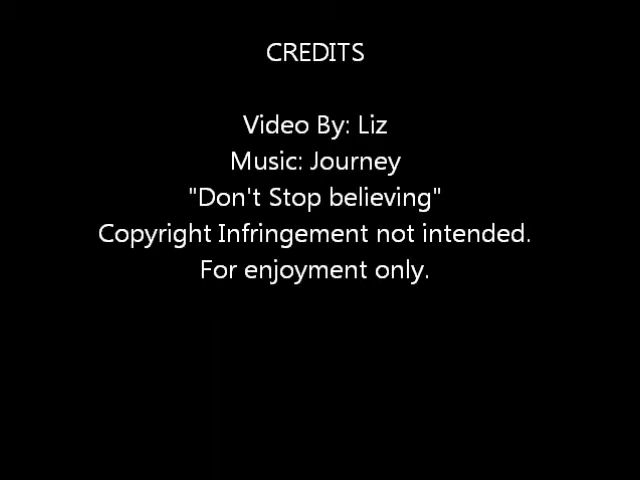 CREDITS
Video By: Liz
Music: Journey
"Don't Stop believing"
Copyright Infringement not intended.
For enjoyment only.